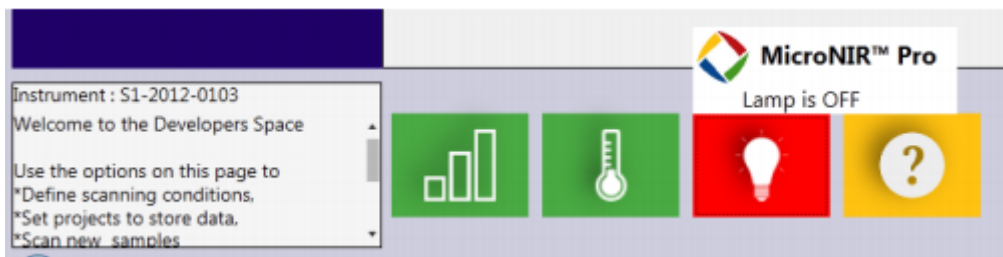 Instrument : S1-2012-0103
Welcome to the Developers Space
Use the options on this page to
*Define scanning conditions,
*Set projects to store data,
*Scan new samples
MicroNIR™ Pro
Lamp is OFF
?